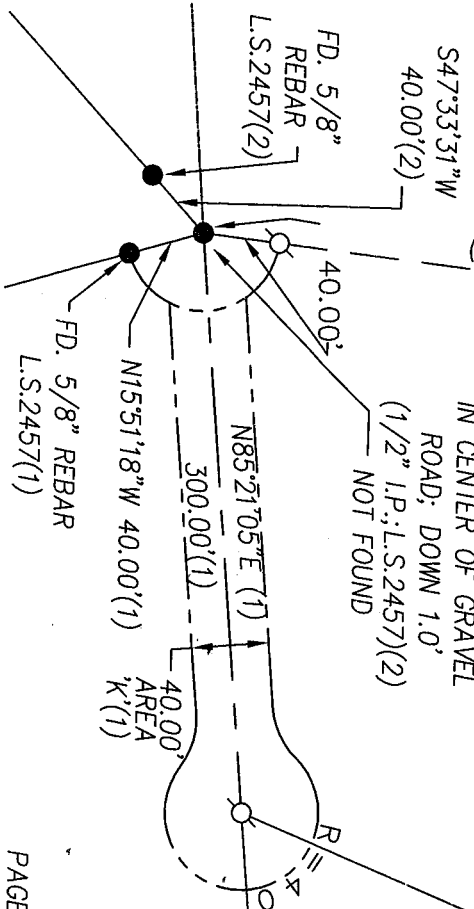 S47°33'31"W
40.00'(2)
FD. 5/8"
REBAR
L.S.2457(2)
IN CENTER OF GRAVEL
ROAD; DOWN 1.0'
(1/2" I.P.; L.S.2457)(2)
NOT FOUND
40.00'
N85°21'05"E (1)
300.00'(1)
N15°51'18"W 40.00'(1)
FD. 5/8" REBAR
L.S.2457(1)
40.00'
AREA
'K'(1)
R=4
PAGE